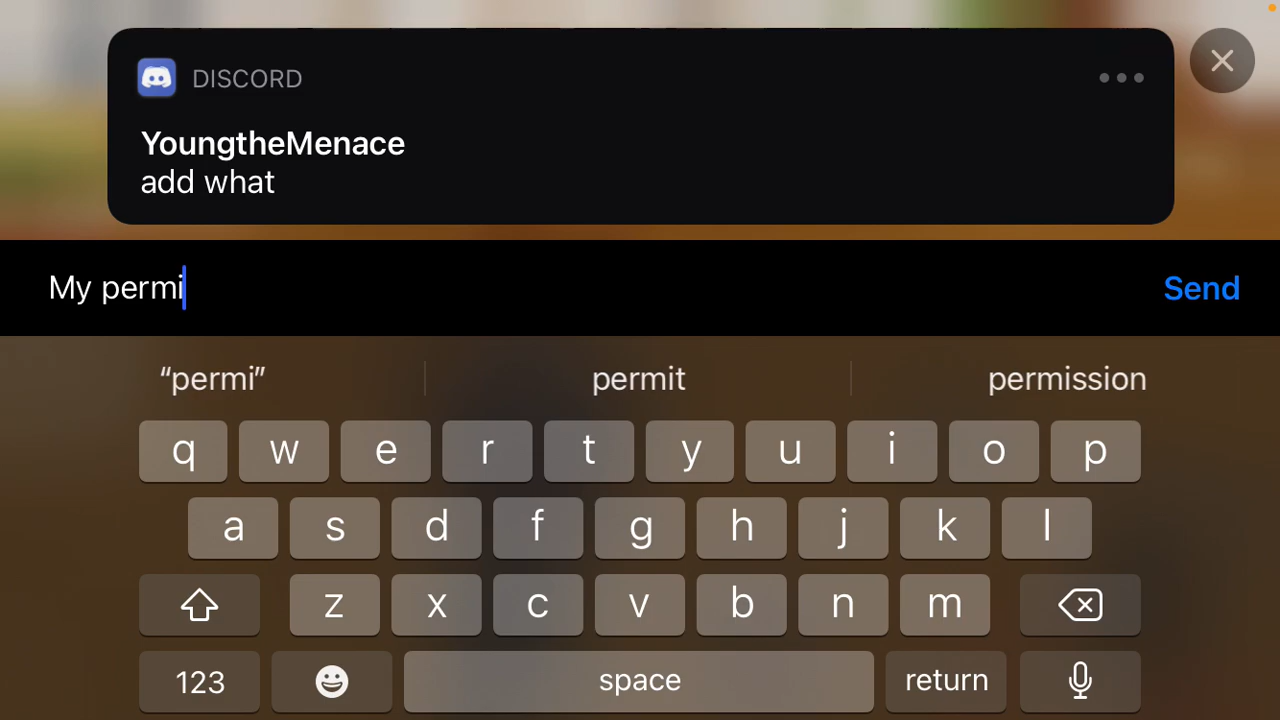 DISCORD
YoungtheMenace
add what
My permi
Send
“permi” permit permission
q w e r t y u i o p
a s d f g h j k l
z x c v b n m
123 space return